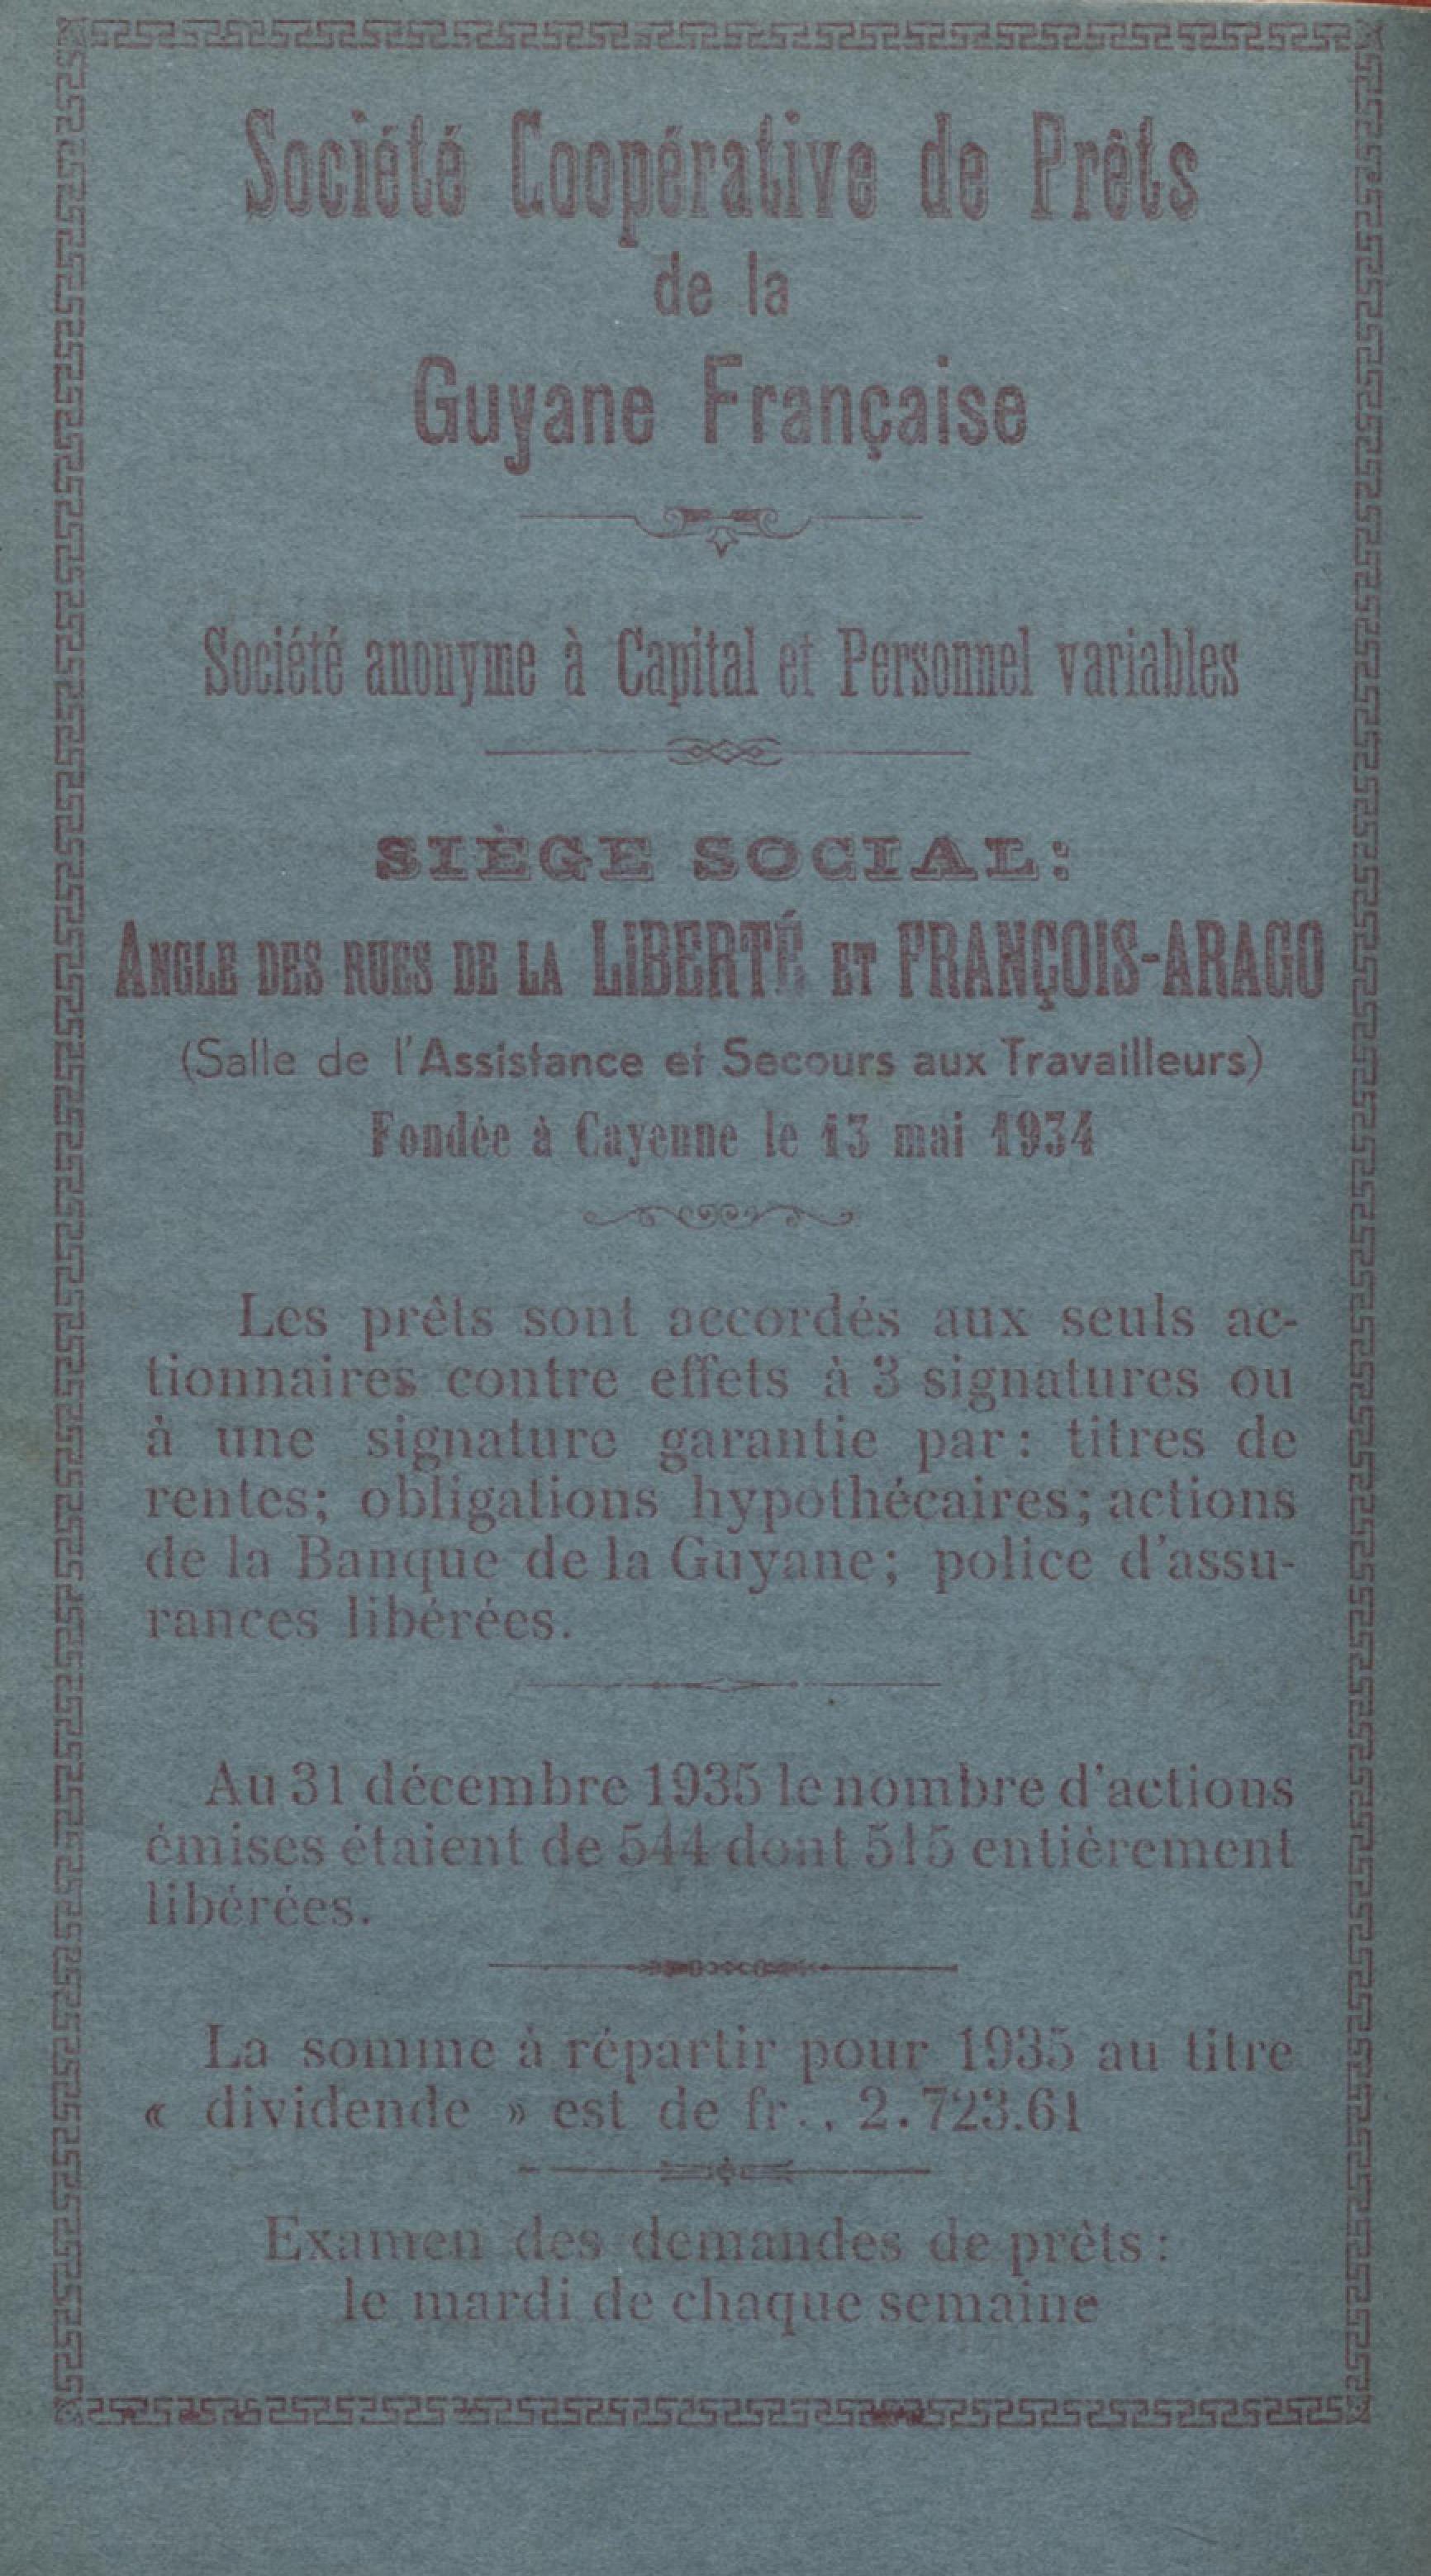 Société Coopérative de Prêts
de la
Guyane Française
Société anonyme à Capital et Personnel variables
SIÈGE SOCIAL:
ANGLE DES RUES DE LA LIBERTÉ ET FRANÇOIS-ARAGO
(Salle de l'Assistance et Secours aux Travailleurs)
Fondée à Cayenne le 13 mai 1934
Les prêts sont accordés aux seuls ac-
tionnaires contre effets à 3 signatures ou
à une signature garantie par: titres de
rentes; obligations hypothécaires; actions
de la Banque de la Guyane; police d'assu-
rances libérées.
Au 31 décembre 1935 le nombre d'actions
émises étaient de 544 dont 515 entièrement
libérées.
La somme à répartir pour 1935 au titre
« dividende » est de fr.. 2.723.61
Examen des demandes de prêts:
le mardi de chaque semaine